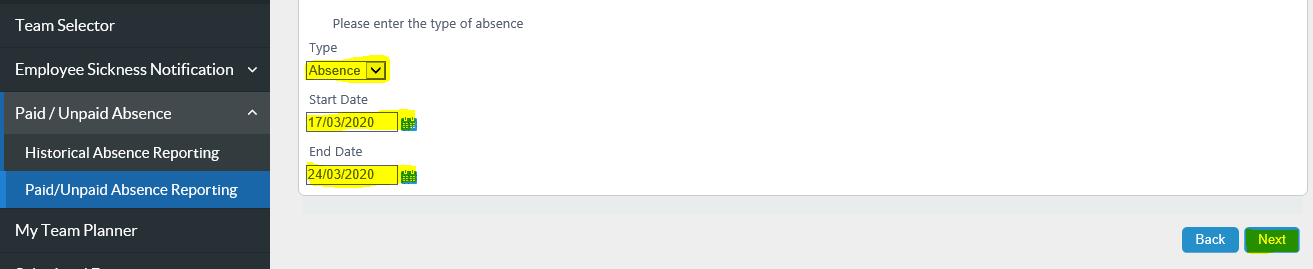 Team Selector
Employee Sickness Notification
Paid / Unpaid Absence
Historical Absence Reporting
Paid/Unpaid Absence Reporting
My Team Planner
Please enter the type of absence
Type
Absence
Start Date
17/03/2020
End Date
24/03/2020
Back
Next